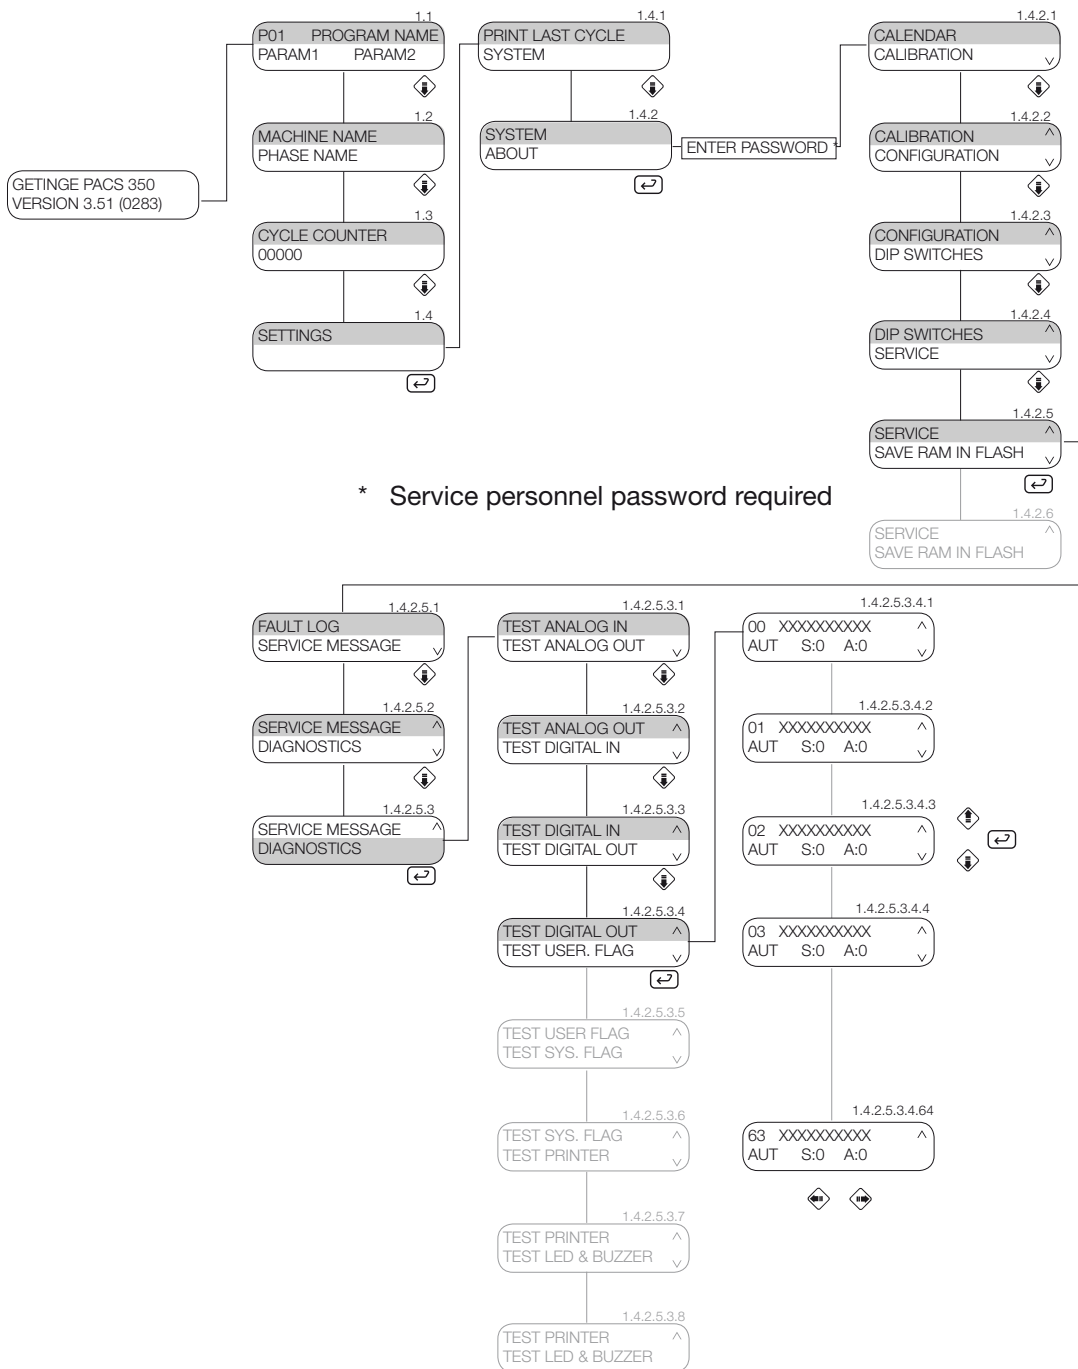 GETINGE PACS 350
VERSION 3.51 (0283)
1.1
P01 PROGRAM NAME
PARAM1 PARAM2
1.2
MACHINE NAME
PHASE NAME
1.3
CYCLE COUNTER
00000
1.4
SETTINGS
1.4.1
PRINT LAST CYCLE
SYSTEM
1.4.2
SYSTEM
ABOUT
ENTER PASSWORD *
1.4.2.1
CALENDAR
CALIBRATION
1.4.2.2
CALIBRATION
CONFIGURATION
1.4.2.3
CONFIGURATION
DIP SWITCHES
1.4.2.4
DIP SWITCHES
SERVICE
1.4.2.5
SERVICE
SAVE RAM IN FLASH
1.4.2.6
SERVICE
SAVE RAM IN FLASH
* Service personnel password required
1.4.2.5.1
FAULT LOG
SERVICE MESSAGE
1.4.2.5.2
SERVICE MESSAGE
DIAGNOSTICS
1.4.2.5.3
SERVICE MESSAGE
DIAGNOSTICS
1.4.2.5.3.1
TEST ANALOG IN
TEST ANALOG OUT
1.4.2.5.3.2
TEST ANALOG OUT
TEST DIGITAL IN
1.4.2.5.3.3
TEST DIGITAL IN
TEST DIGITAL OUT
1.4.2.5.3.4
TEST DIGITAL OUT
TEST USER. FLAG
1.4.2.5.3.5
TEST USER FLAG
TEST SYS. FLAG
1.4.2.5.3.6
TEST SYS. FLAG
TEST PRINTER
1.4.2.5.3.7
TEST PRINTER
TEST LED & BUZZER
1.4.2.5.3.8
TEST PRINTER
TEST LED & BUZZER
1.4.2.5.3.4.1
00 XXXXXXXXXX
AUT S:0 A:0
1.4.2.5.3.4.2
01 XXXXXXXXXX
AUT S:0 A:0
1.4.2.5.3.4.3
02 XXXXXXXXXX
AUT S:0 A:0
1.4.2.5.3.4.4
03 XXXXXXXXXX
AUT S:0 A:0
1.4.2.5.3.4.64
63 XXXXXXXXXX
AUT S:0 A:0